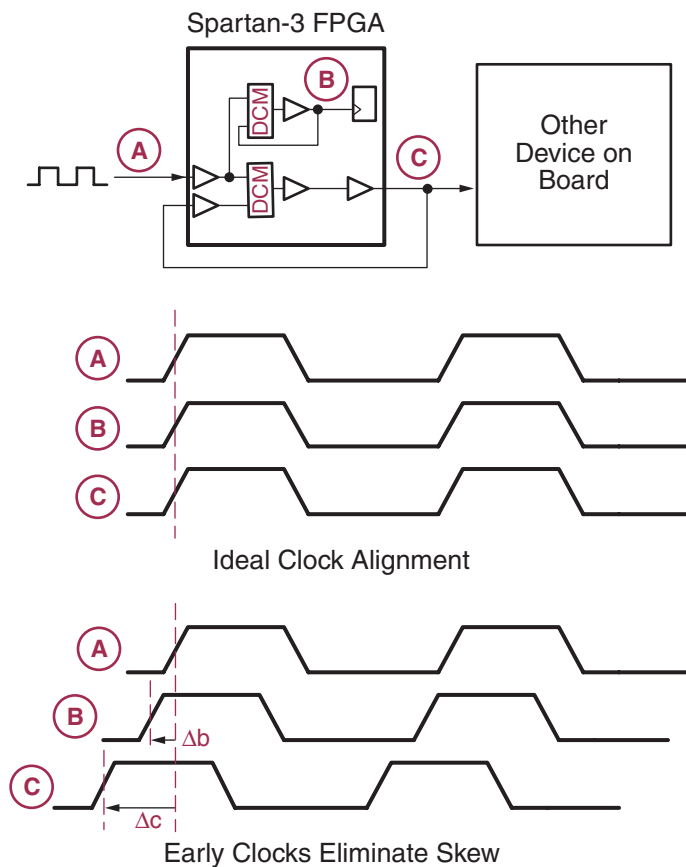 Spartan-3 FPGA
B
DCM
A
C
DCM
Other
Device on
Board
A
B
C
Ideal Clock Alignment
A
B
Δb
C
Δc
Early Clocks Eliminate Skew